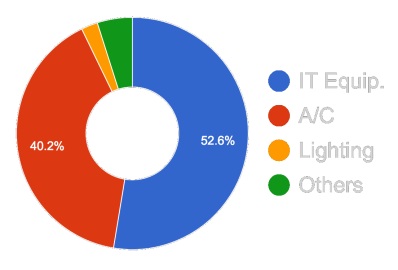 40.2%
52.6%
IT Equip.
A/C
Lighting
Others